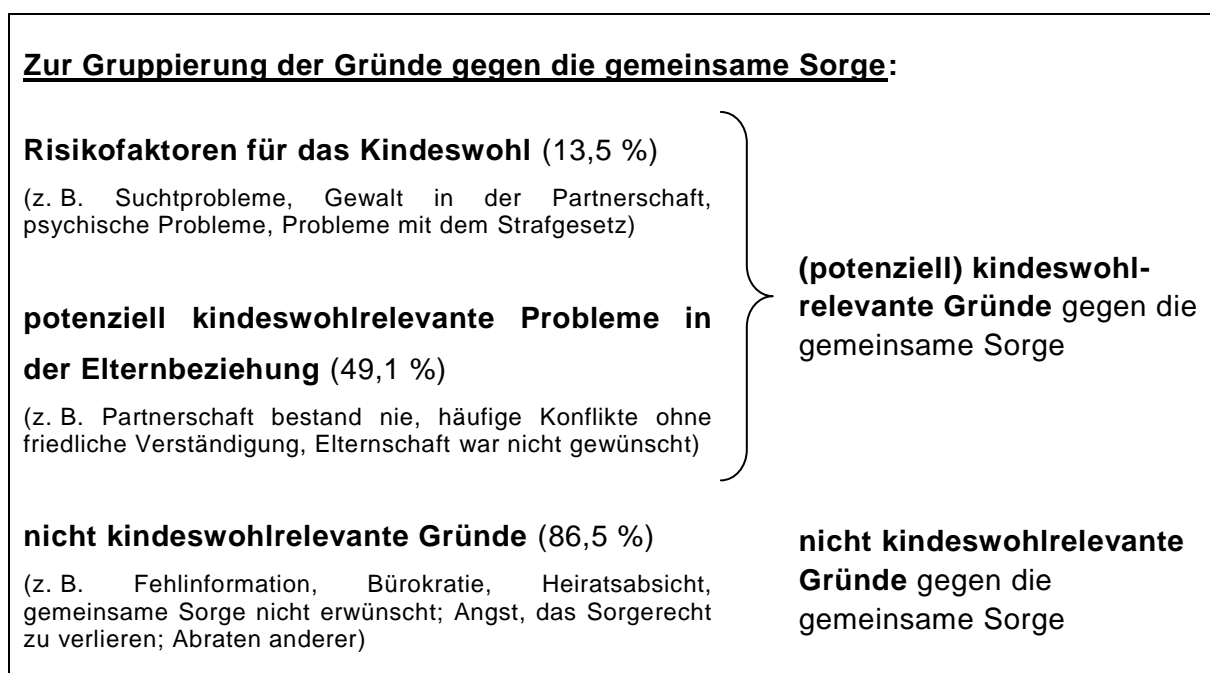 Zur Gruppierung der Gründe gegen die gemeinsame Sorge:
Risikofaktoren für das Kindeswohl (13,5 %)
(z. B. Suchtprobleme, Gewalt in der Partnerschaft,
psychische Probleme, Probleme mit dem Strafgesetz)
potenziell kindeswohlrelevante Probleme in
der Elternbeziehung (49,1 %)
(z. B. Partnerschaft bestand nie, häufige Konflikte ohne
friedliche Verständigung, Elternschaft war nicht gewünscht)
(potenziell) kindeswohl-
relevante Gründe gegen die
gemeinsame Sorge
nicht kindeswohlrelevante Gründe (86,5 %)
(z. B. Fehlinformation, Bürokratie, Heiratsabsicht,
gemeinsame Sorge nicht erwünscht; Angst, das Sorgerecht
zu verlieren; Abraten anderer)
nicht kindeswohlrelevante
Gründe gegen die
gemeinsame Sorge